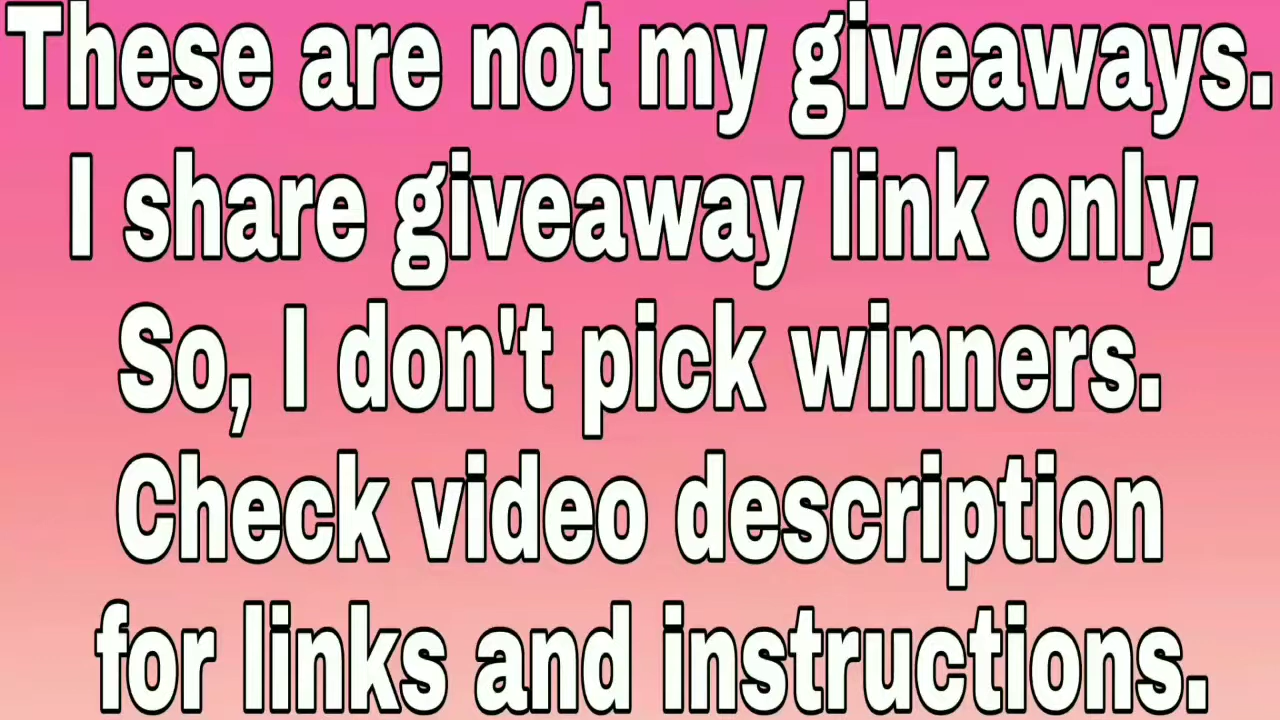 These are not my giveaways.
I share giveaway link only.
So, I don't pick winners.
Check video description
for links and instructions.